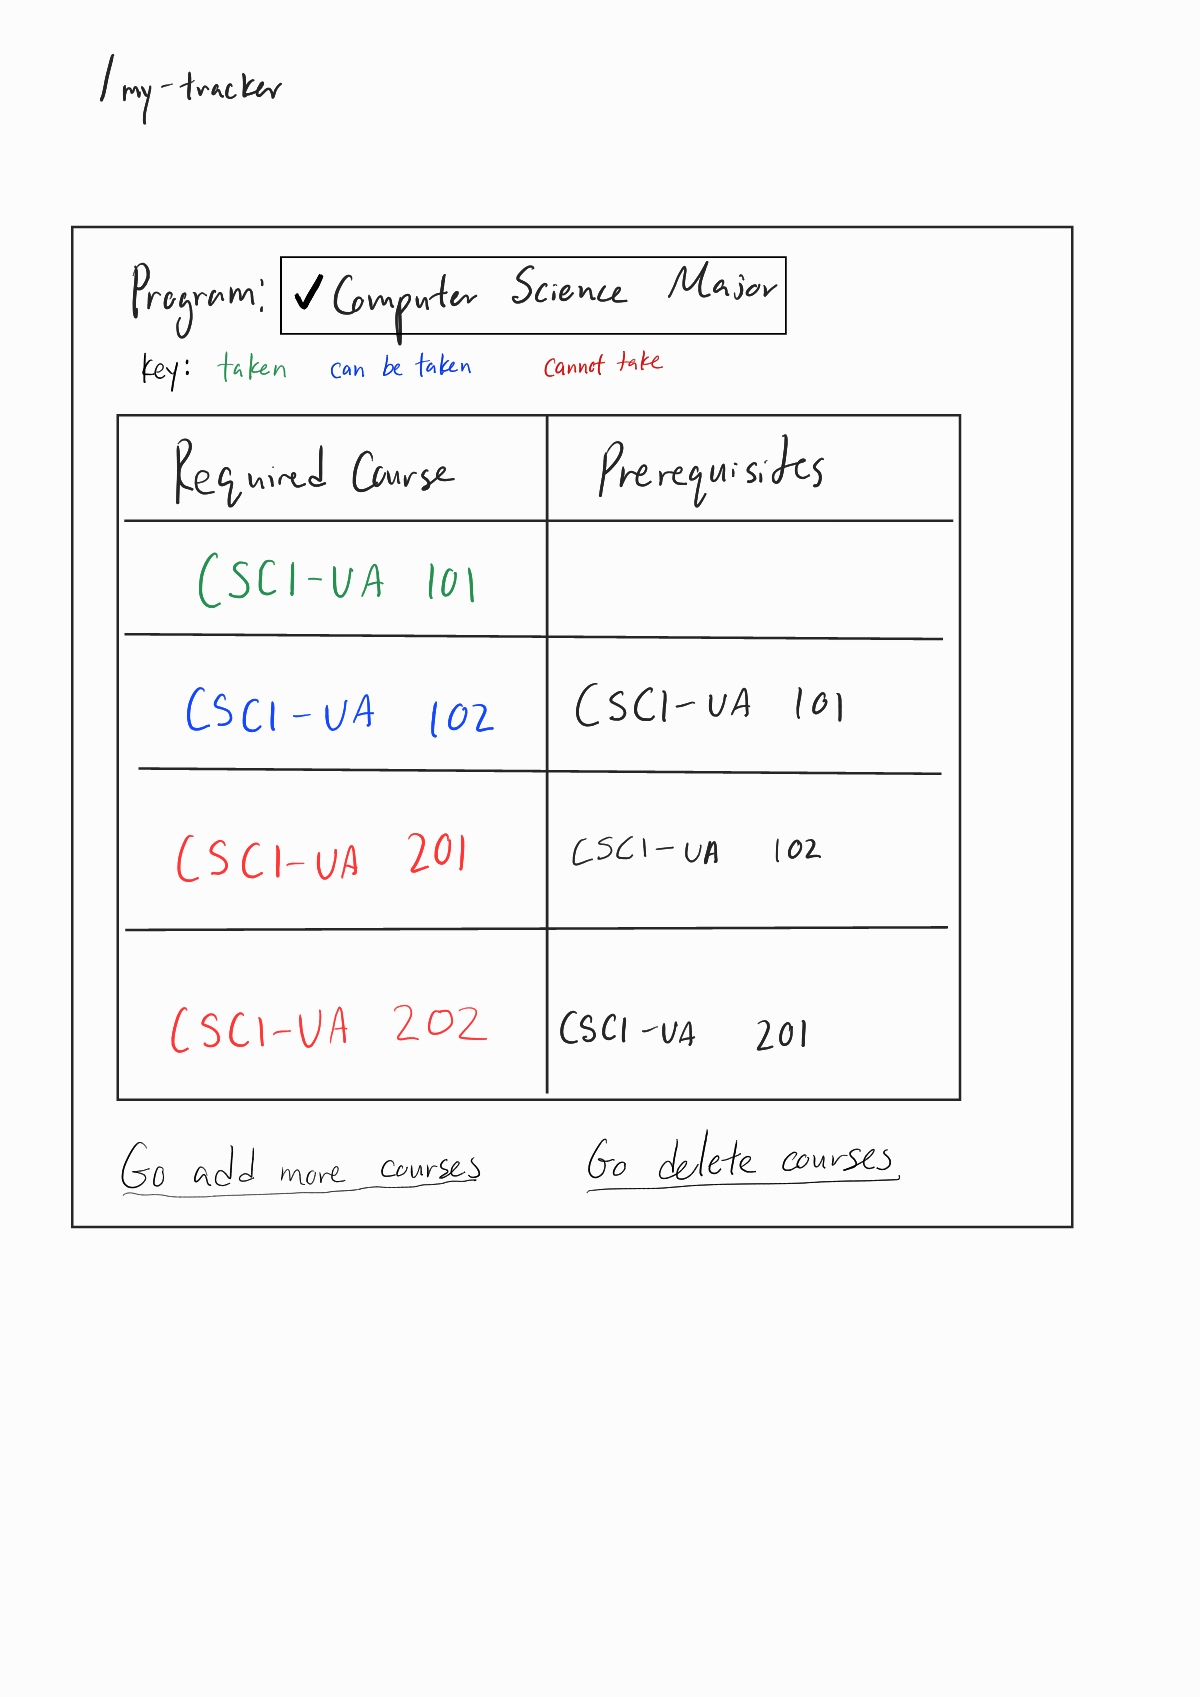 /my-tracker
Program: ✓ Computer Science Major
key: taken can be taken cannot take
Required Course Prerequisites
CSCI-UA 101
CSCI-UA 102 CSCI-UA 101
CSCI-UA 201 CSCI-UA 102
CSCI-UA 202 CSCI-UA 201
Go add more courses Go delete courses